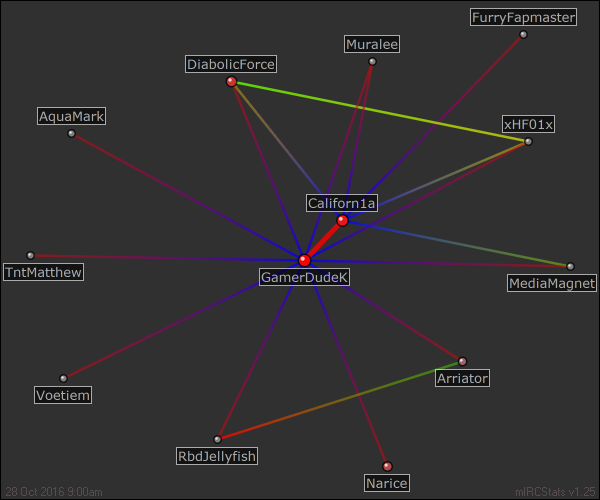 FurryFapmaster
Muralee
DiabolicForce
AquaMark
xHF01x
Californ1a
TntMatthew
GamerDudeK
MediaMagnet
Arriator
Voetiem
RbdJellyfish
Narice
28 Oct 2016 9:00am
mIRCStats v1.25